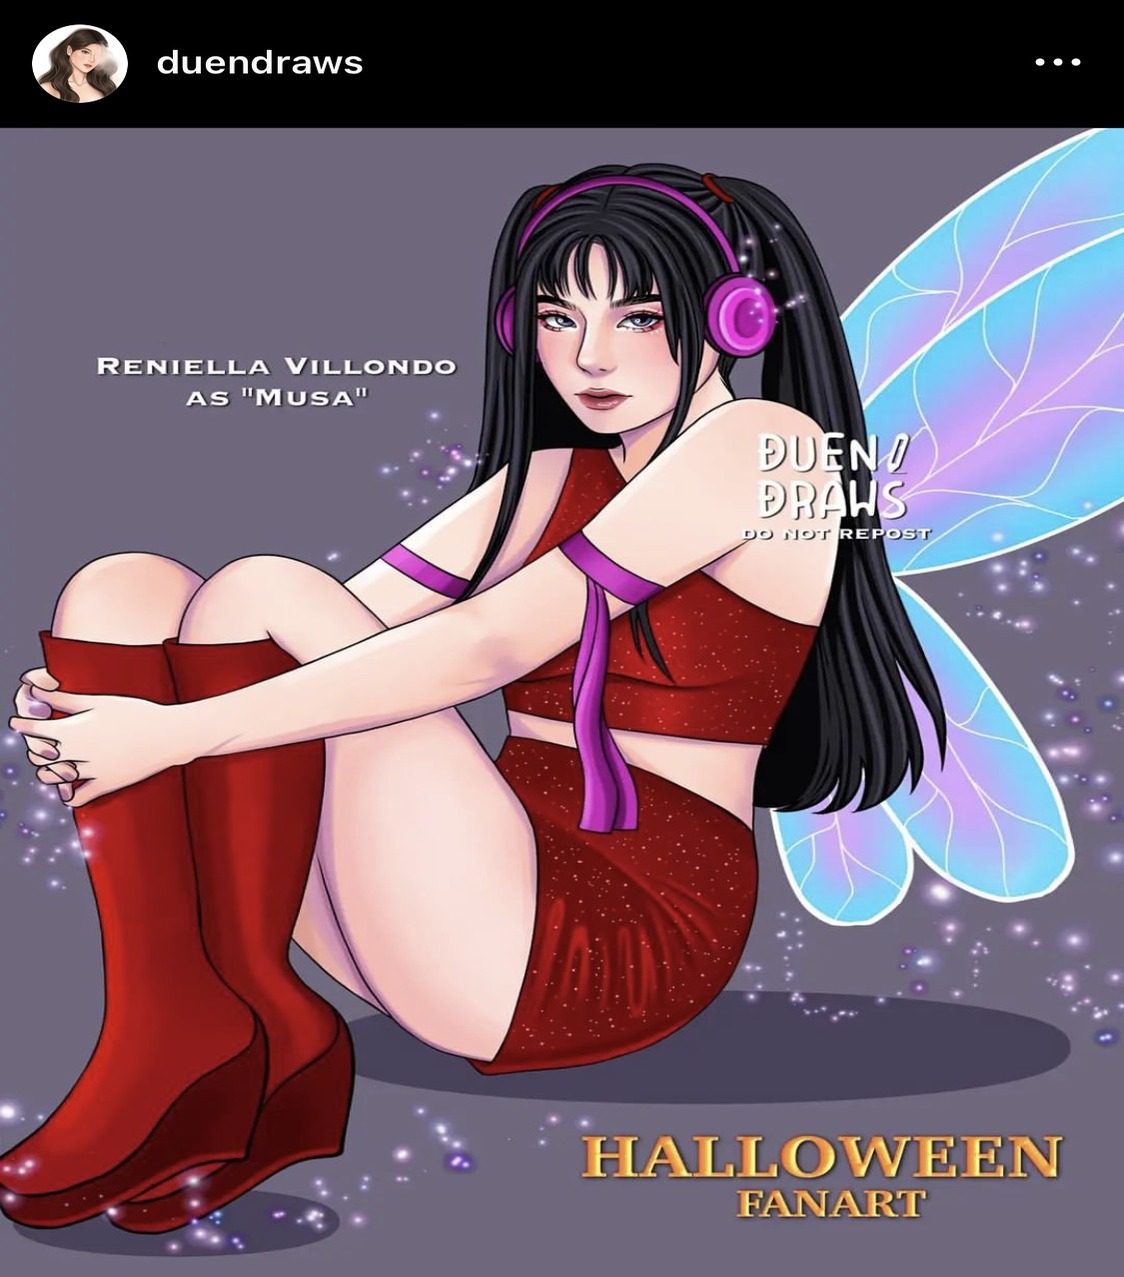 duendraws
RENIELLA VILLONDO
AS "MUSA"
DUEN
DRAWS
DO NOT REPOST
HALLOWEEN
FANART